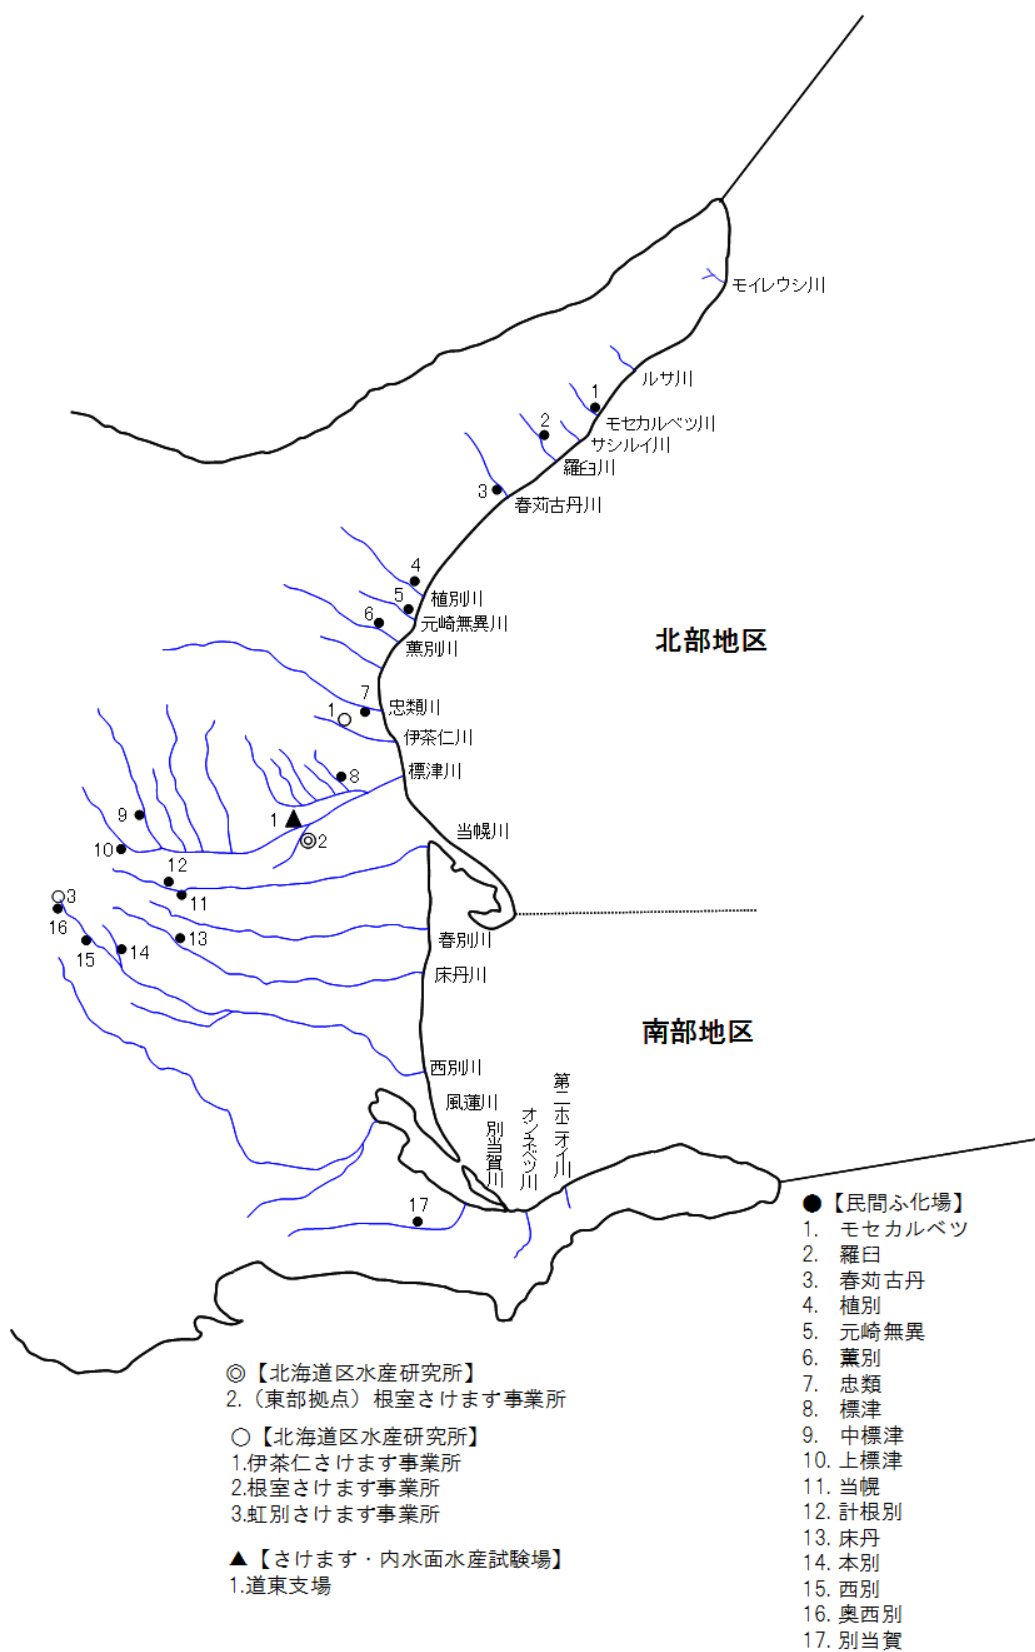 モイレウシ川
ルサ川
1
モセカルベツ川
サシルイ川
2
羅臼川
3
春苅古丹川
4
植別川
5
元崎無異川
6
薫別川
北部地区
7
忠類川
1
伊茶仁川
8
標津川
9
1
2
当幌川
10
12
11
3
16
15
14
13
春別川
床丹川
南部地区
西別川
風蓮川
別当賀川
オンネベツ川
第二ホニオイ川
17
●【民間ふ化場】
1. モセカルベツ
2. 羅臼
3. 春苅古丹
4. 植別
5. 元崎無異
6. 薫別
7. 忠類
8. 標津
9. 中標津
10. 上標津
11. 当幌
12. 計根別
13. 床丹
14. 本別
15. 西別
16. 奥西別
17. 別当賀
◎【北海道区水産研究所】
2.（東部拠点）根室さけます事業所
○【北海道区水産研究所】
1.伊茶仁さけます事業所
2.根室さけます事業所
3.虹別さけます事業所
▲【さけます・内水面水産試験場】
1.道東支場